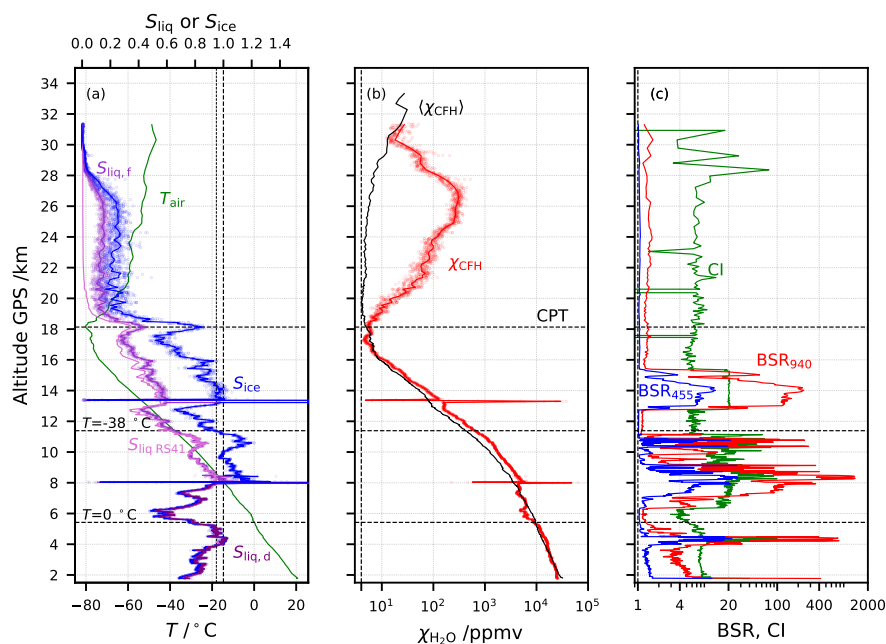 S_liq or S_ice
0.0 0.2 0.4 0.6 0.8 1.0 1.2 1.4
(a) (b) (c)
34
32
30
28
26
24
22
20
18
16
14
12
10
8
6
4
2
Altitude GPS /km
S_liq, f
T_air
S_ice
T=-38 °C
S_liq RS41
T=0 °C
S_liq, d
⟨χ_CFH⟩
χ_CFH
CPT
CI
BSR_940
BSR_455
−80 −60 −40 −20 0 20
T / °C
10^1 10^2 10^3 10^4 10^5
χ_H₂O /ppmv
1 4 20 100 400 2000
BSR, CI